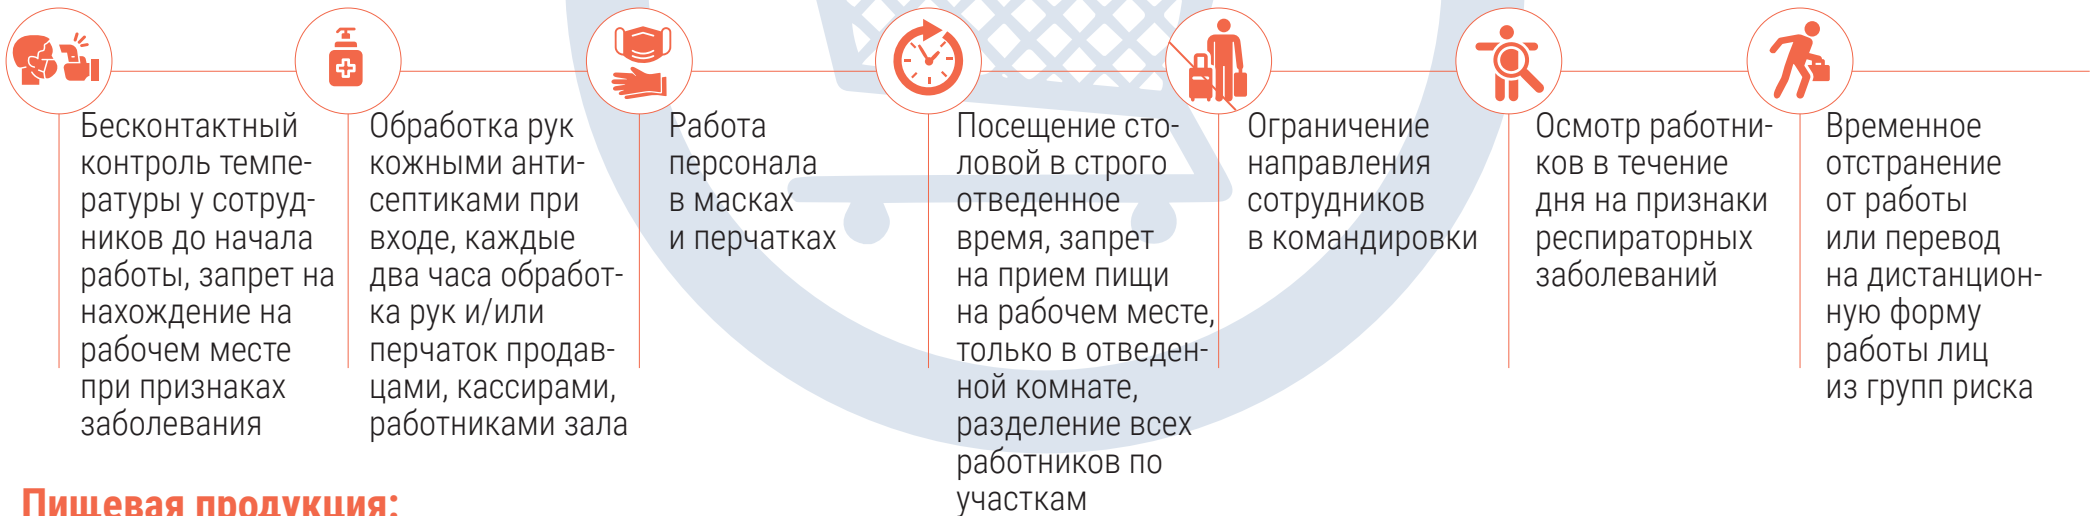 Бесконтактный
контроль темпе-
ратуры у сотруд-
ников до начала
работы, запрет на
нахождение на
рабочем месте
при признаках
заболевания
Обработка рук
кожными анти-
септиками при
входе, каждые
два часа обработ-
ка рук и/или
перчаток продав-
цами, кассирами,
работниками зала
Работа
персонала
в масках
и перчатках
Посещение сто-
ловой в строго
отведенное
время, запрет
на прием пищи
на рабочем месте,
только в отведен-
ной комнате,
разделение всех
работников по
участкам
Ограничение
направления
сотрудников
в командировки
Осмотр работни-
ков в течение
дня на признаки
респираторных
заболеваний
Временное
отстранение
от работы
или перевод
на дистанцион-
ную форму
работы лиц
из групп риска
Пищевая продукция: